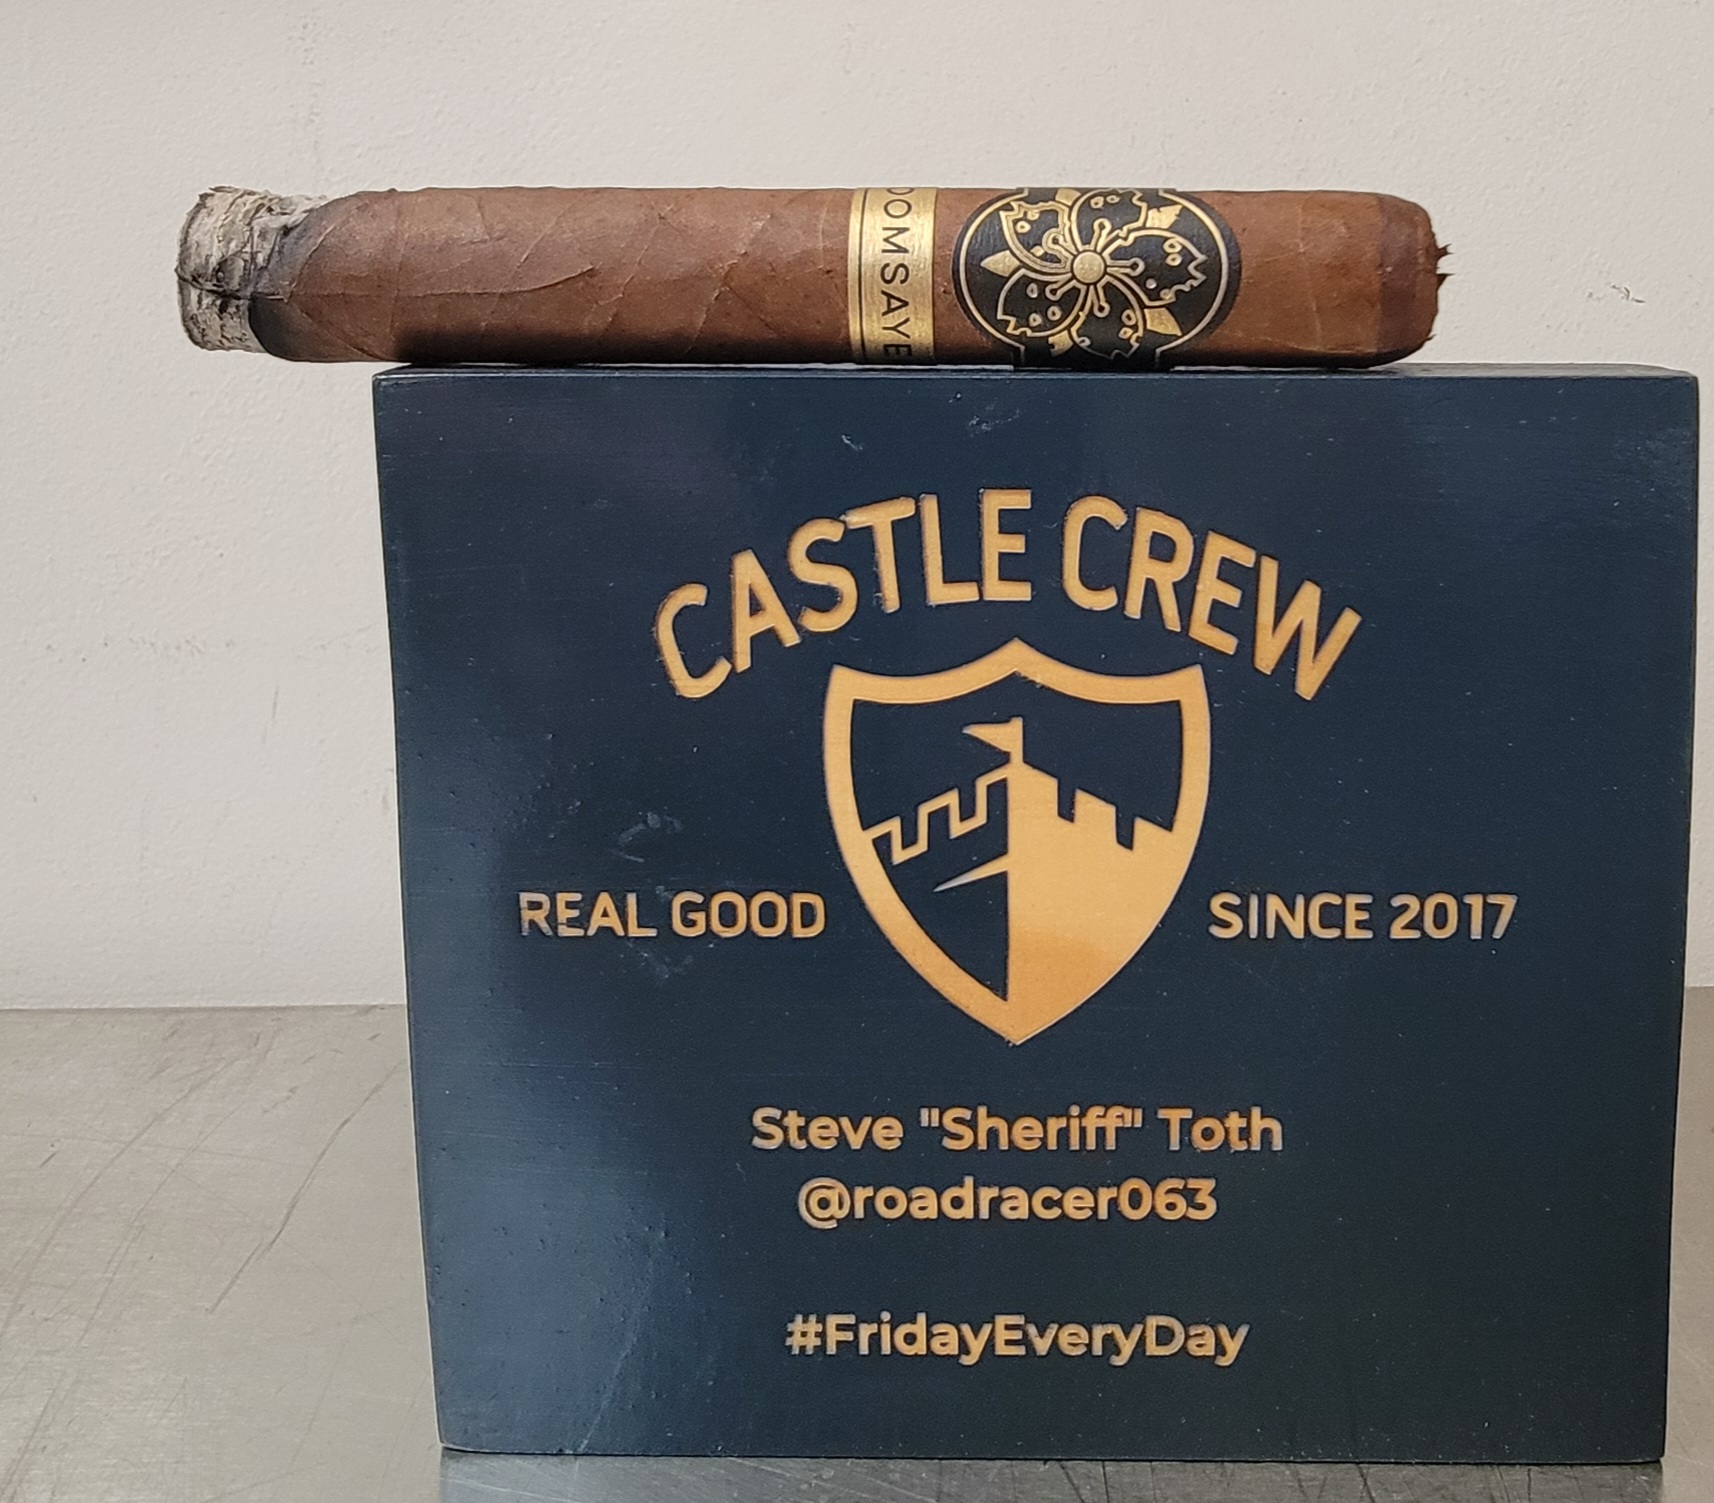 OOMSAYE
CASTLE CREW
REAL GOOD
SINCE 2017
Steve "Sheriff" Toth
@roadracer063
#FridayEveryDay